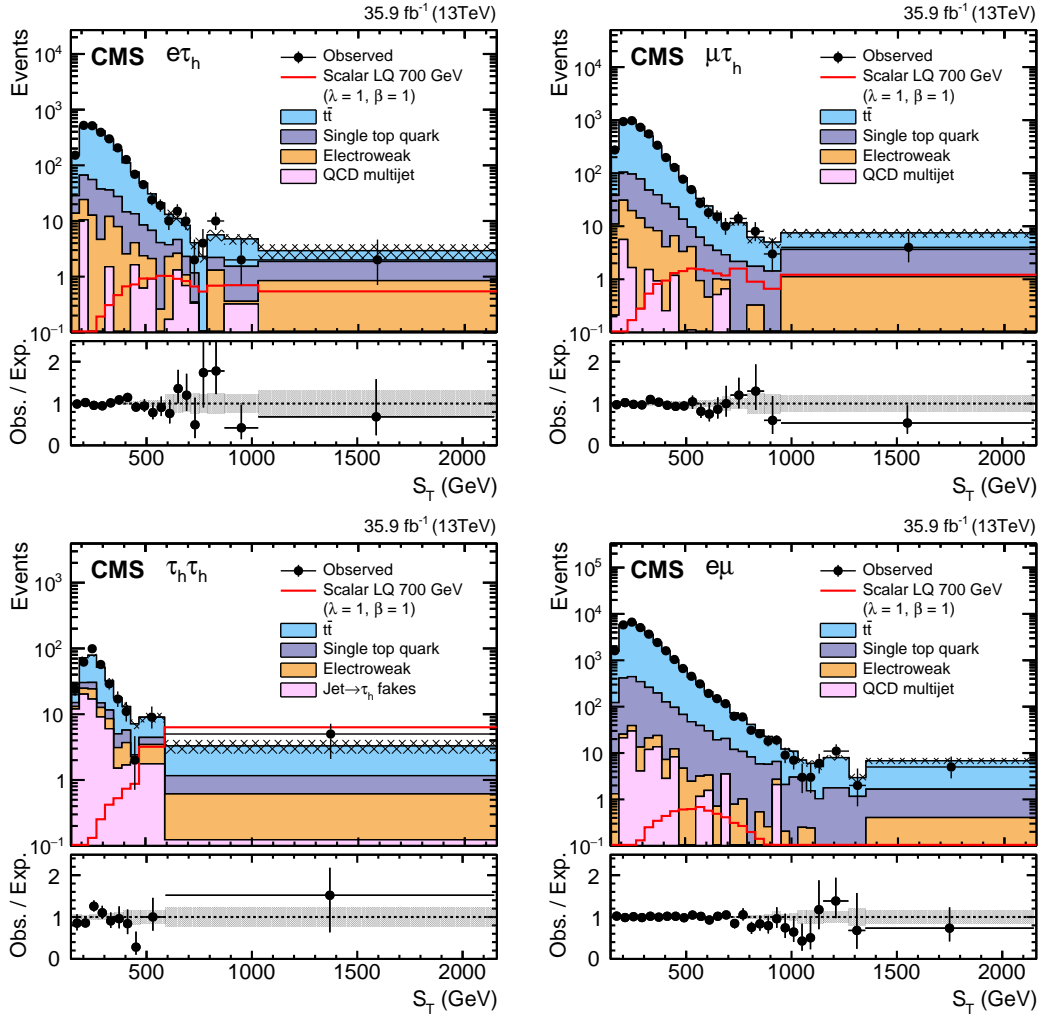 35.9 fb⁻¹ (13TeV)
CMS eτ_h
Observed
Scalar LQ 700 GeV
(λ = 1, β = 1)
tt̄
Single top quark
Electroweak
QCD multijet
Events
10⁴
10³
10²
10
1
10⁻¹
Obs. / Exp.
2
1
0
500 1000 1500 2000
S_T (GeV)
35.9 fb⁻¹ (13TeV)
CMS μτ_h
Observed
Scalar LQ 700 GeV
(λ = 1, β = 1)
tt̄
Single top quark
Electroweak
QCD multijet
Events
10⁴
10³
10²
10
1
10⁻¹
Obs. / Exp.
2
1
0
500 1000 1500 2000
S_T (GeV)
35.9 fb⁻¹ (13TeV)
CMS τ_hτ_h
Observed
Scalar LQ 700 GeV
(λ = 1, β = 1)
tt̄
Single top quark
Electroweak
Jet→τ_h fakes
Events
10³
10²
10
1
10⁻¹
Obs. / Exp.
2
1
0
500 1000 1500 2000
S_T (GeV)
35.9 fb⁻¹ (13TeV)
CMS eμ
Observed
Scalar LQ 700 GeV
(λ = 1, β = 1)
tt̄
Single top quark
Electroweak
QCD multijet
Events
10⁵
10⁴
10³
10²
10
1
10⁻¹
Obs. / Exp.
2
1
0
500 1000 1500 2000
S_T (GeV)